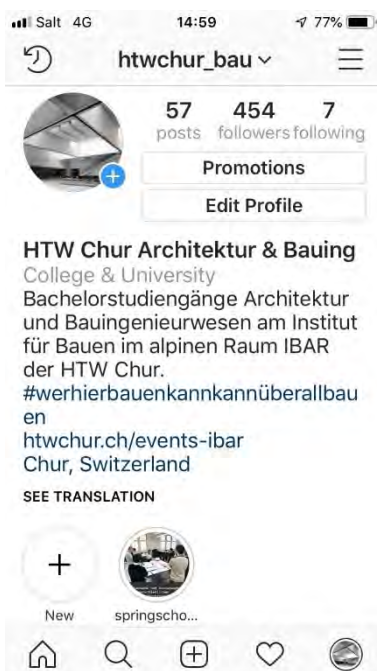 Salt 4G 14:59 77%
htwchur_bau
57 454 7
posts followers following
Promotions
Edit Profile
HTW Chur Architektur & Bauing
College & University
Bachelorstudiengänge Architektur
und Bauingenieurwesen am Institut
für Bauen im alpinen Raum IBAR
der HTW Chur.
#werhierbauenkannkannüberallbau
en
htwchur.ch/events-ibar
Chur, Switzerland
SEE TRANSLATION
New springscho...